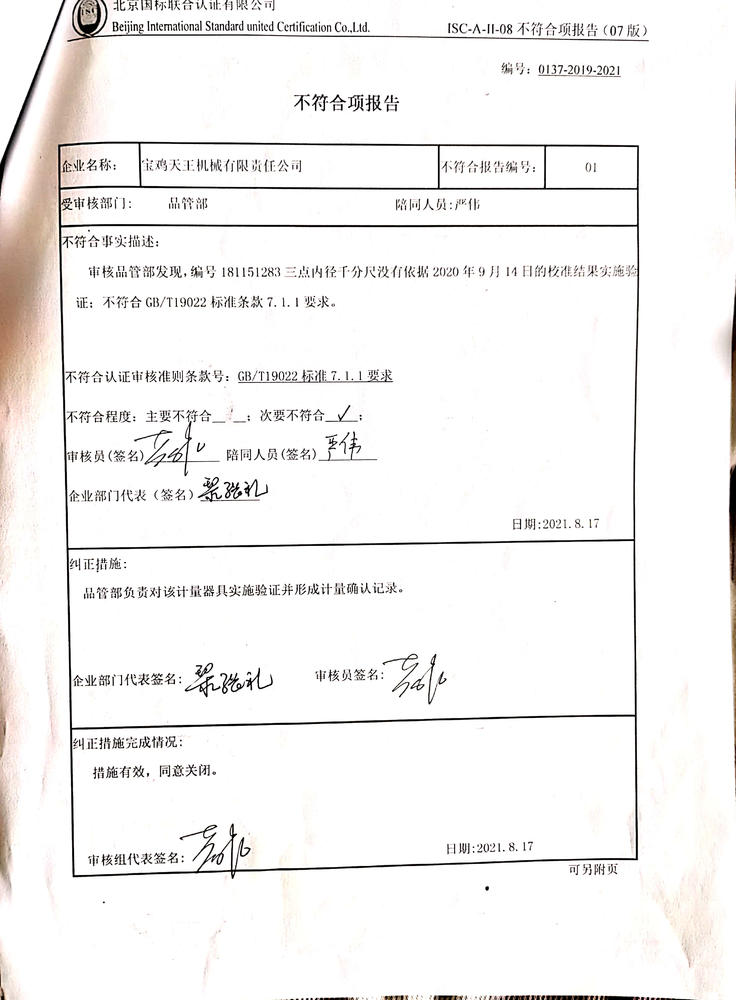 北京国标联合认证有限公司
Beijing International Standard united Certification Co.,Ltd.
ISC-A-II-08 不符合项报告（07 版）
编号：0137-2019-2021
不符合项报告
企业名称： 宝鸡天王机械有限责任公司 不符合报告编号： 01
受审核部门： 品管部 陪同人员:严伟
不符合事实描述：
审核品管部发现,编号 181151283 三点内径千分尺没有依据 2020 年 9 月 14 日的校准结果实施验
证；不符合 GB/T19022 标准条款 7.1.1 要求。
不符合认证审核准则条款号：GB/T19022 标准 7.1.1 要求
不符合程度：主要不符合____；次要不符合 ✓ ；
审核员(签名) 陪同人员(签名) 严伟
企业部门代表（签名）
日期:2021.8.17
纠正措施：
品管部负责对该计量器具实施验证并形成计量确认记录。
企业部门代表签名： 审核员签名：
纠正措施完成情况：
措施有效，同意关闭。
审核组代表签名： 日期:2021.8.17
可另附页